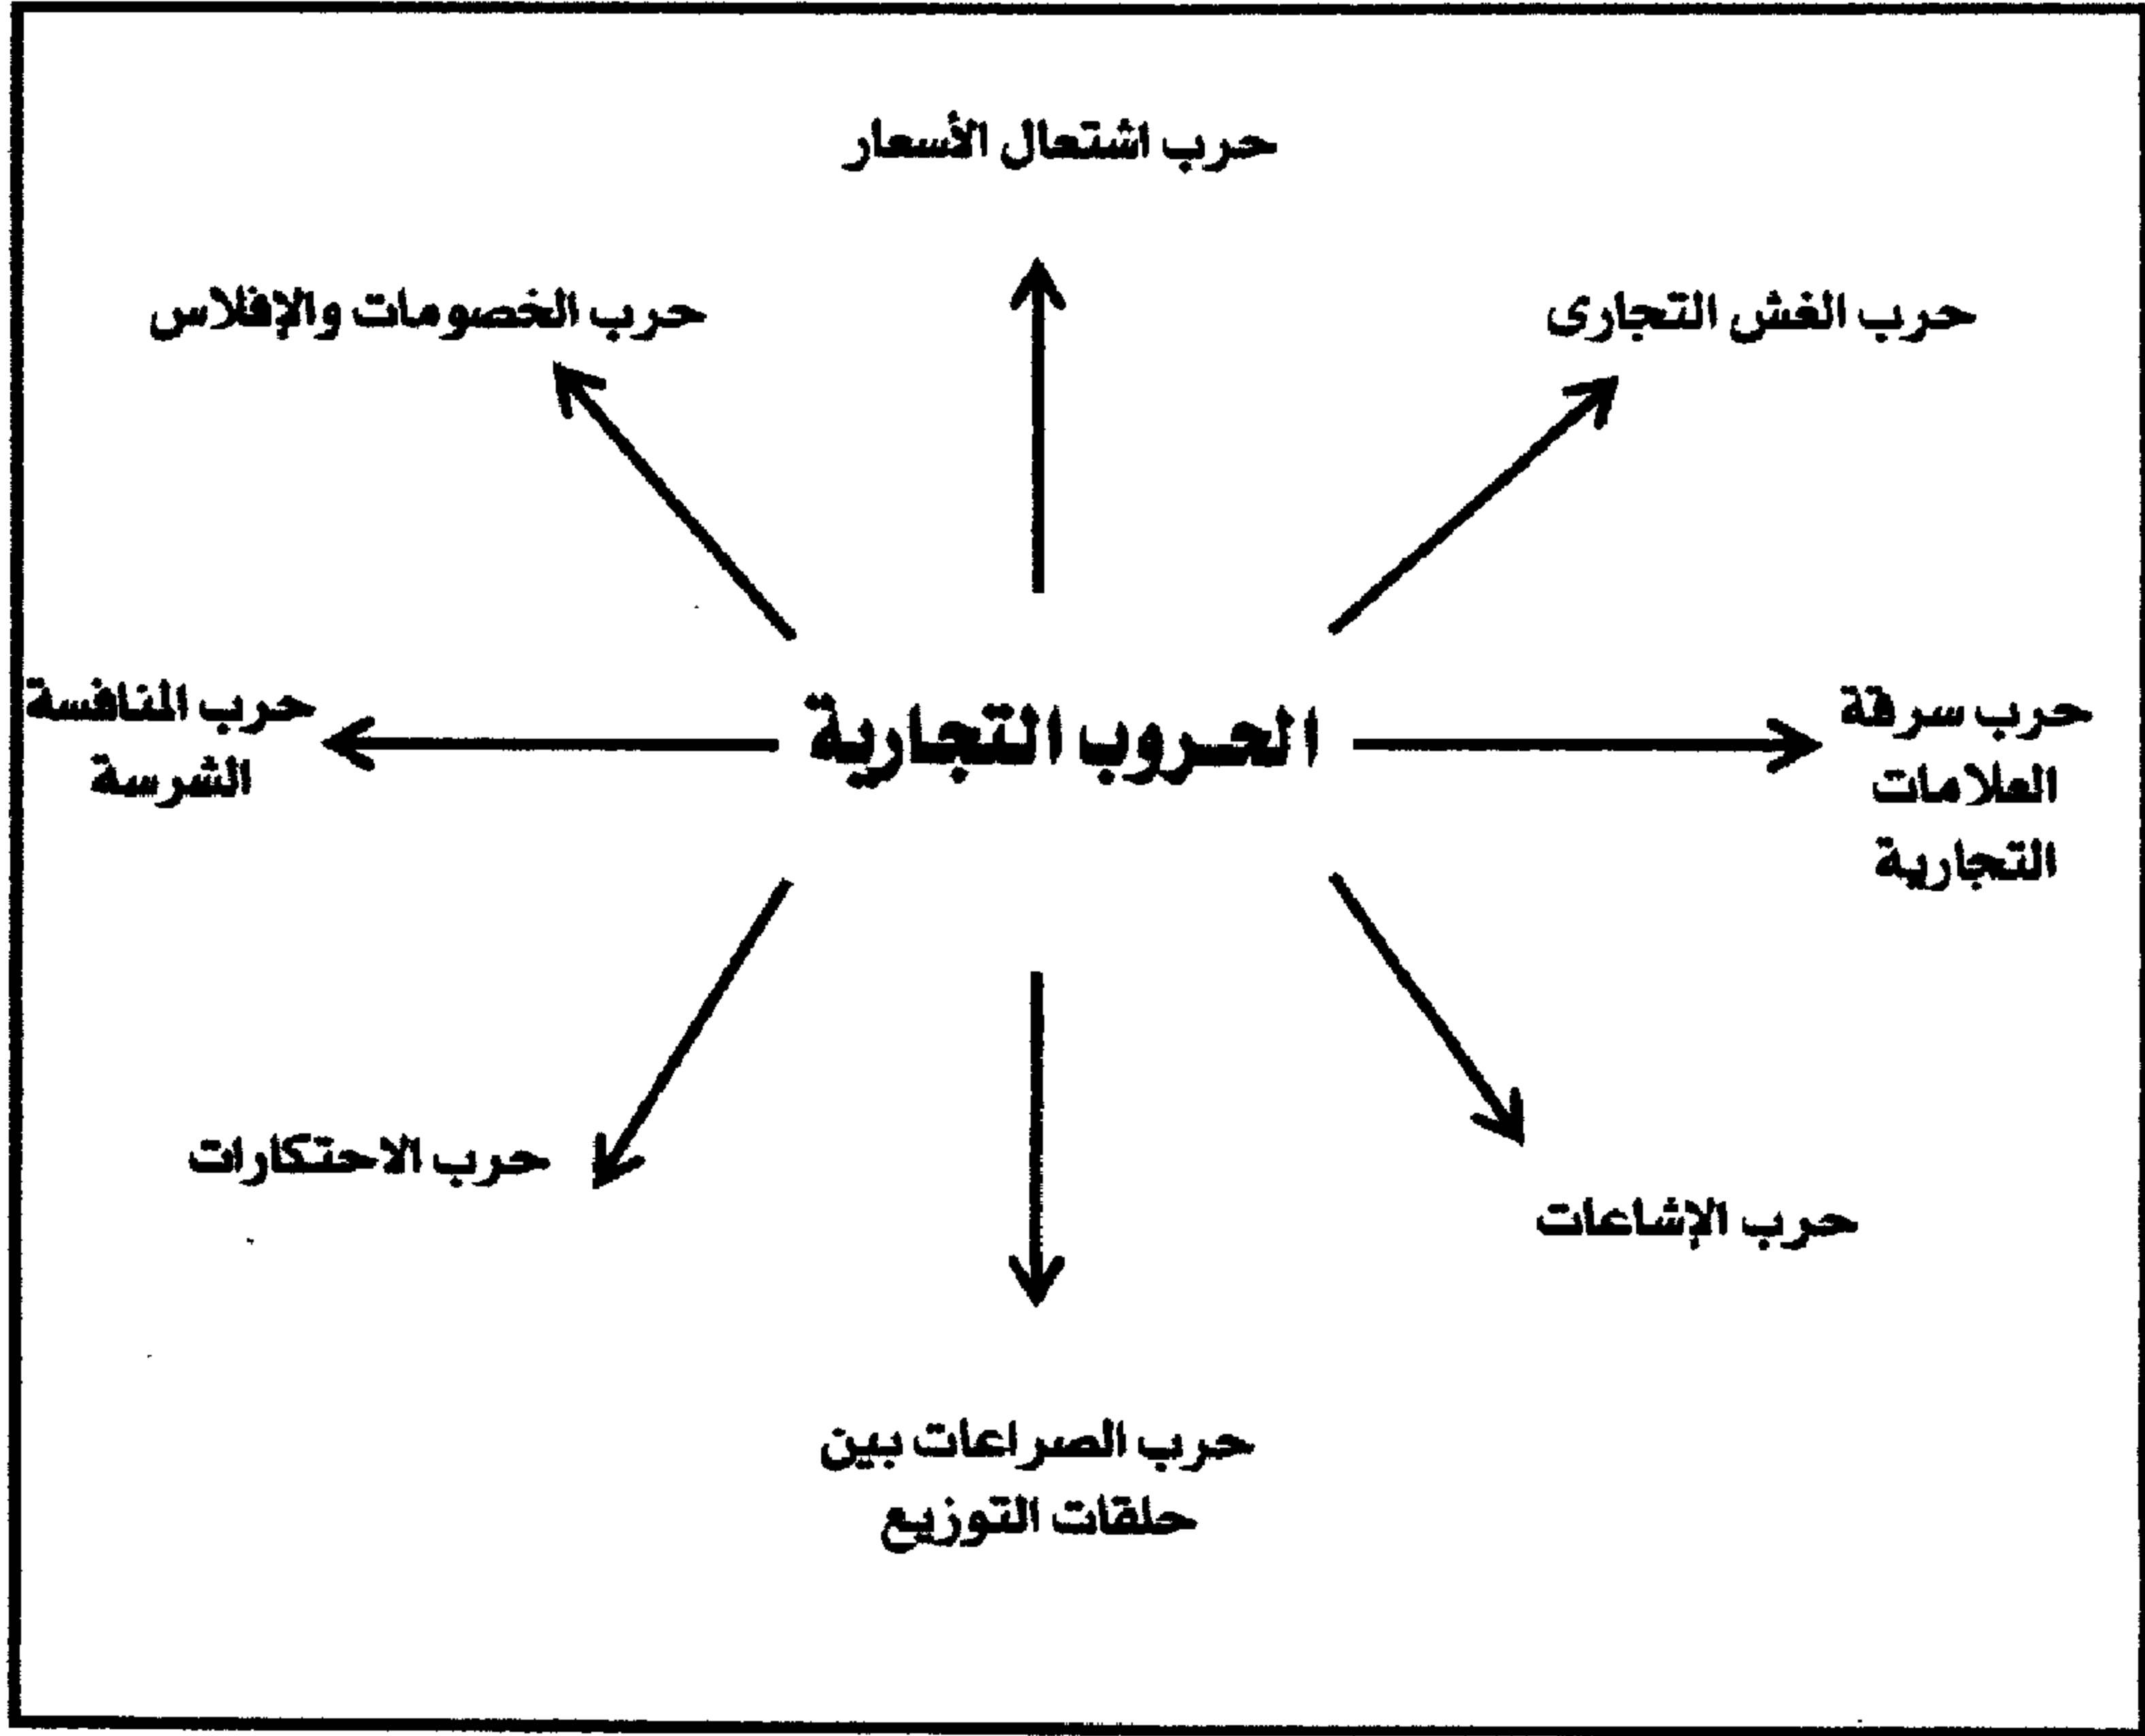 حرب اشتعال الأسعار
حرب الغش التجارى
حرب الخصومات والإفلاس
حرب سرقة
العلامات
التجارية
الحروب التجارية
حرب المنافسة
الشرسة
حرب الإشاعات
حرب الاحتكارات
حرب الصراعات بين
حلقات التوزيع